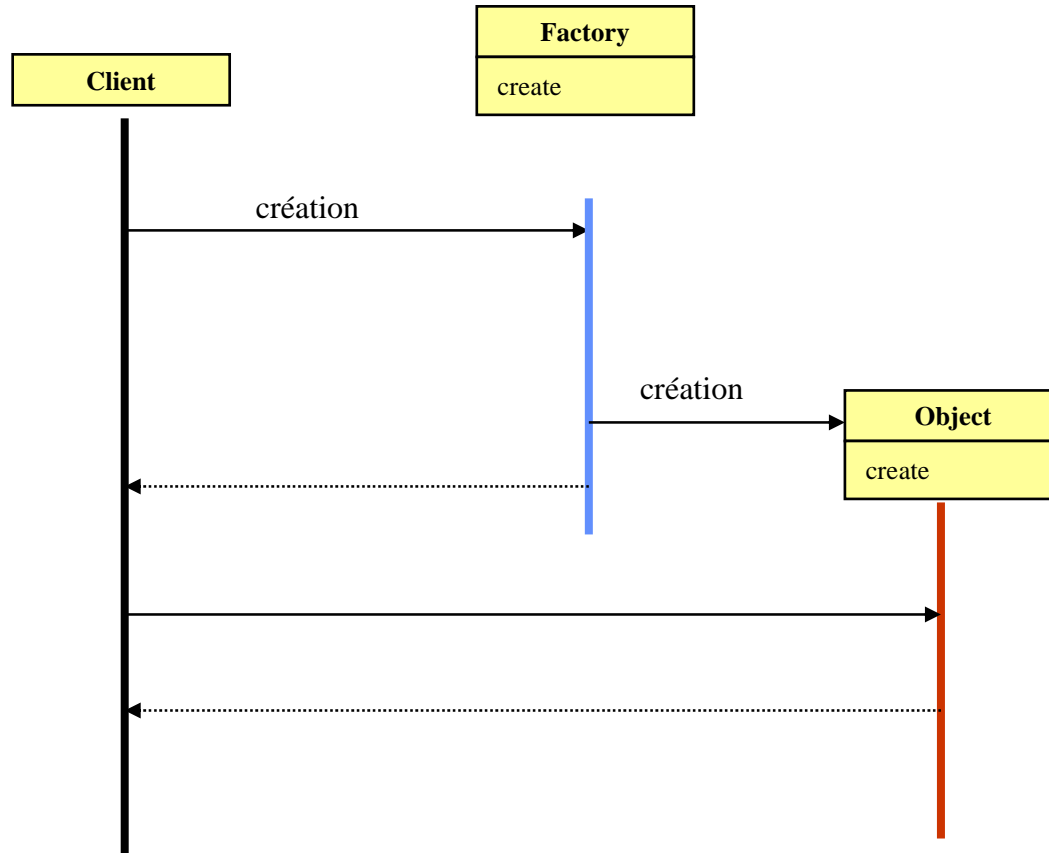 Factory
create
Client
création
création
Object
create